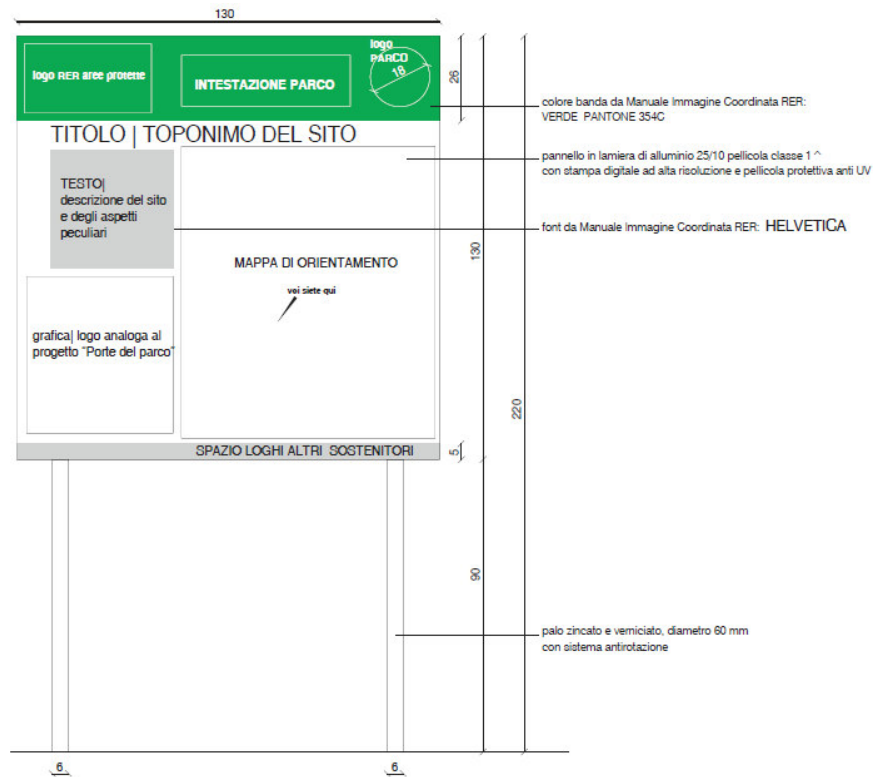 130
logo RER aree protette
INTESTAZIONE PARCO
logo
PARCO
18
26
colore banda da Manuale Immagine Coordinata RER:
VERDE PANTONE 354C
TITOLO | TOPONIMO DEL SITO
pannello in lamiera di alluminio 25/10 pellicola classe 1 ^
con stampa digitale ad alta risoluzione e pellicola protettiva anti UV
TESTO|
descrizione del sito
e degli aspetti
peculiari
font da Manuale Immagine Coordinata RER: HELVETICA
130
MAPPA DI ORIENTAMENTO
voi siete qui
grafica| logo analoga al
progetto "Porte del parco"
220
SPAZIO LOGHI ALTRI SOSTENITORI
5
90
palo zincato e verniciato, diametro 60 mm
con sistema antirotazione
6
6